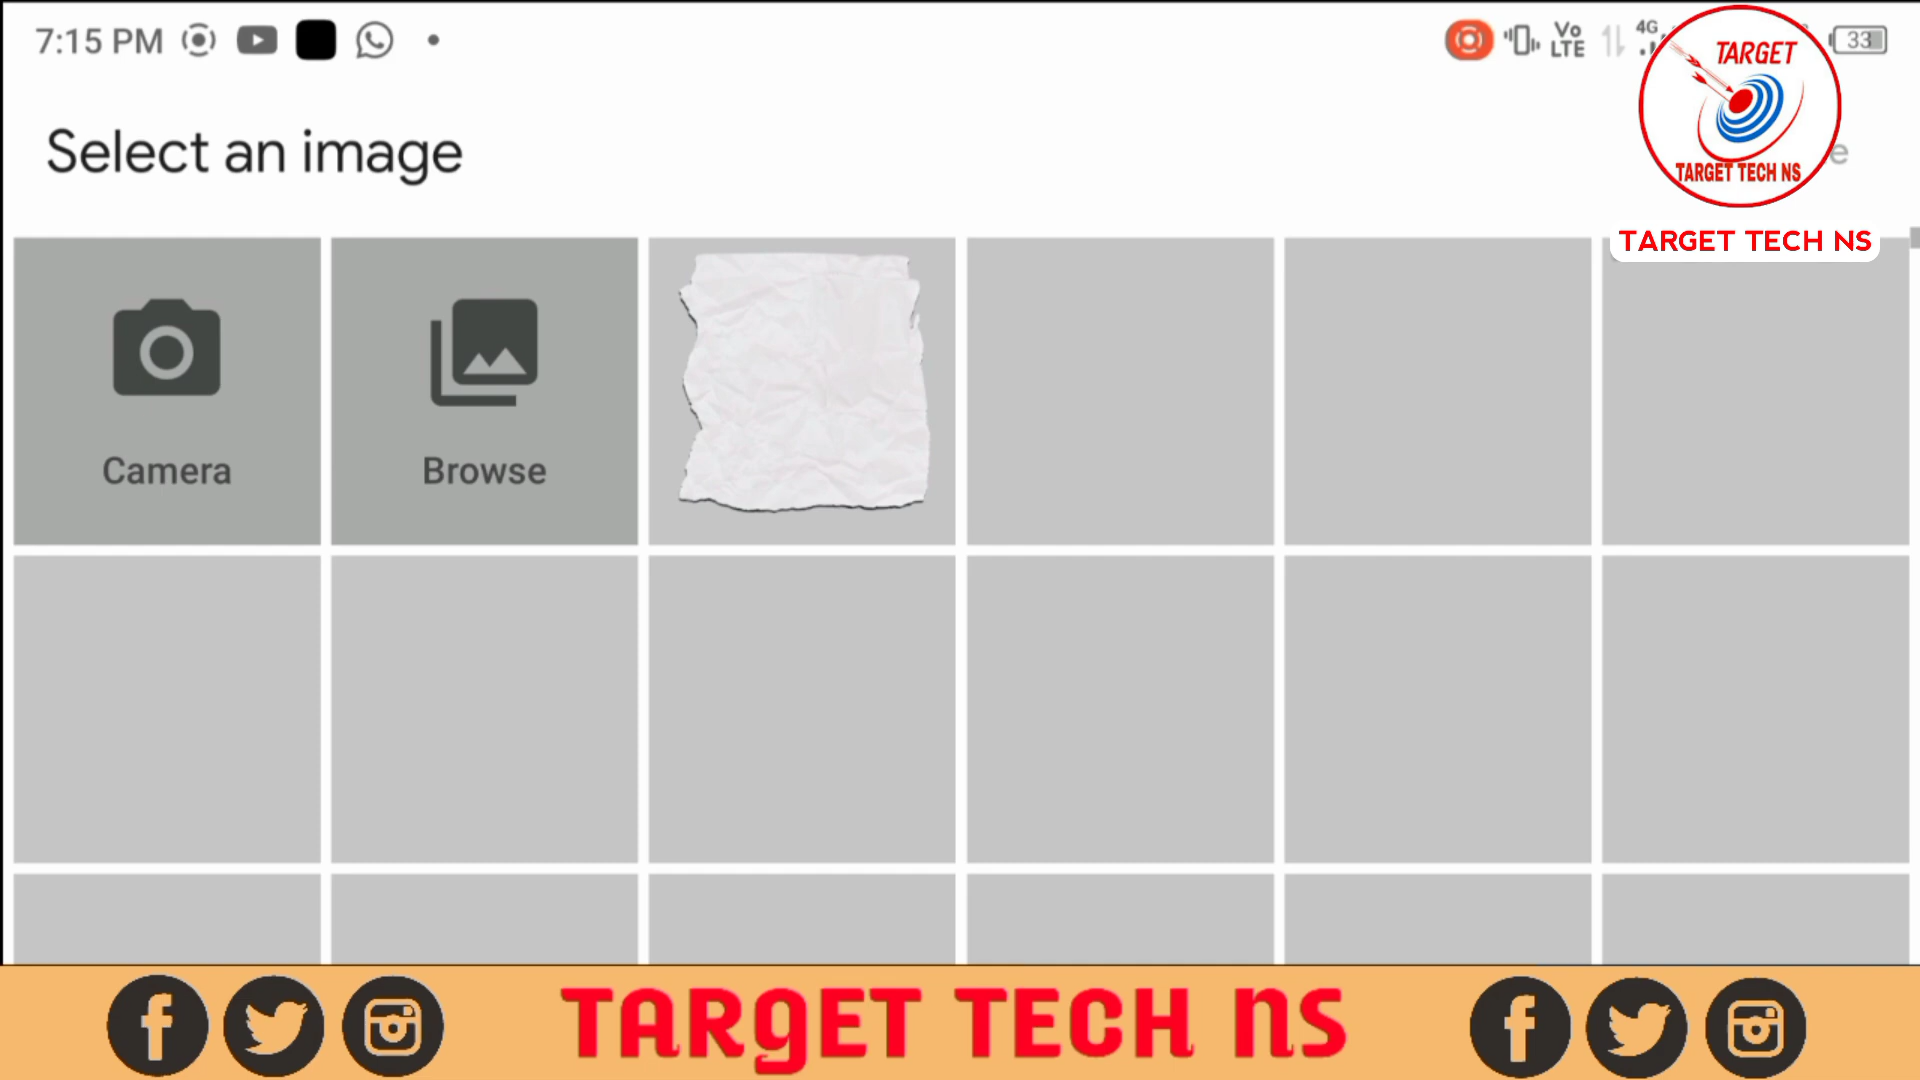 7:15 PM
Vo
LTE
4G
33
Select an image
TARGET
TARGET TECH NS
TARGET TECH NS
Camera
Browse
TARgET TECH NS